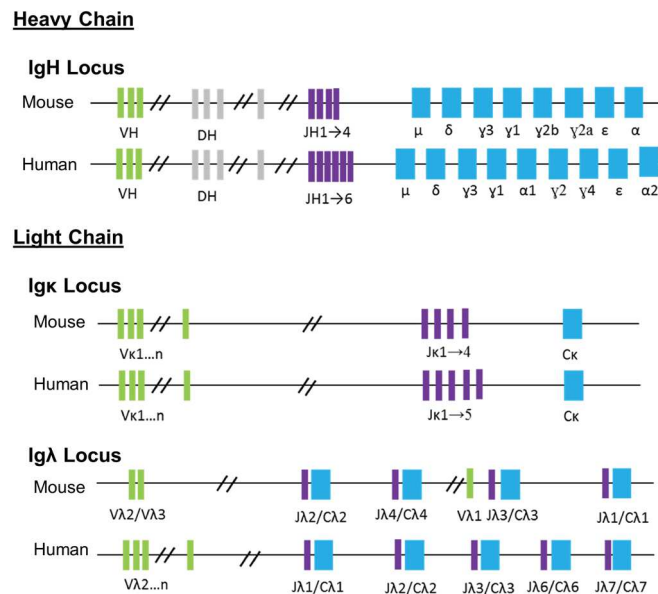 Heavy Chain
IgH Locus
Mouse
VH DH JH1→4 μ δ γ3 γ1 γ2b γ2a ε α
Human
VH DH JH1→6 μ δ γ3 γ1 α1 γ2 γ4 ε α2
Light Chain
Igκ Locus
Mouse
Vκ1...n Jκ1→4 Cκ
Human
Vκ1...n Jκ1→5 Cκ
Igλ Locus
Mouse
Vλ2/Vλ3 Jλ2/Cλ2 Jλ4/Cλ4 Vλ1 Jλ3/Cλ3 Jλ1/Cλ1
Human
Vλ2...n Jλ1/Cλ1 Jλ2/Cλ2 Jλ3/Cλ3 Jλ6/Cλ6 Jλ7/Cλ7